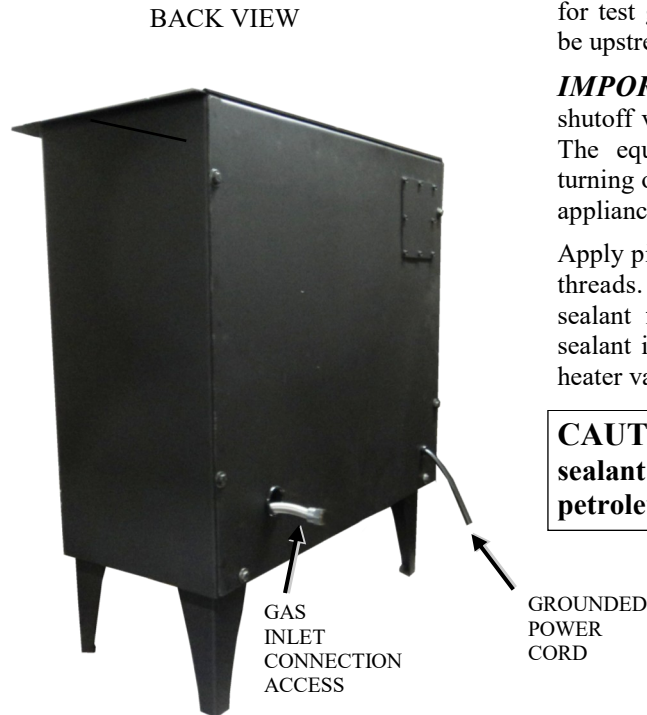 BACK VIEW
GAS
INLET
CONNECTION
ACCESS
GROUNDED
POWER
CORD
for test
be upstre
IMPOR
shutoff v
The equ
turning o
applianc
Apply pi
threads.
sealant
sealant i
heater va
CAUT
sealant
petrole